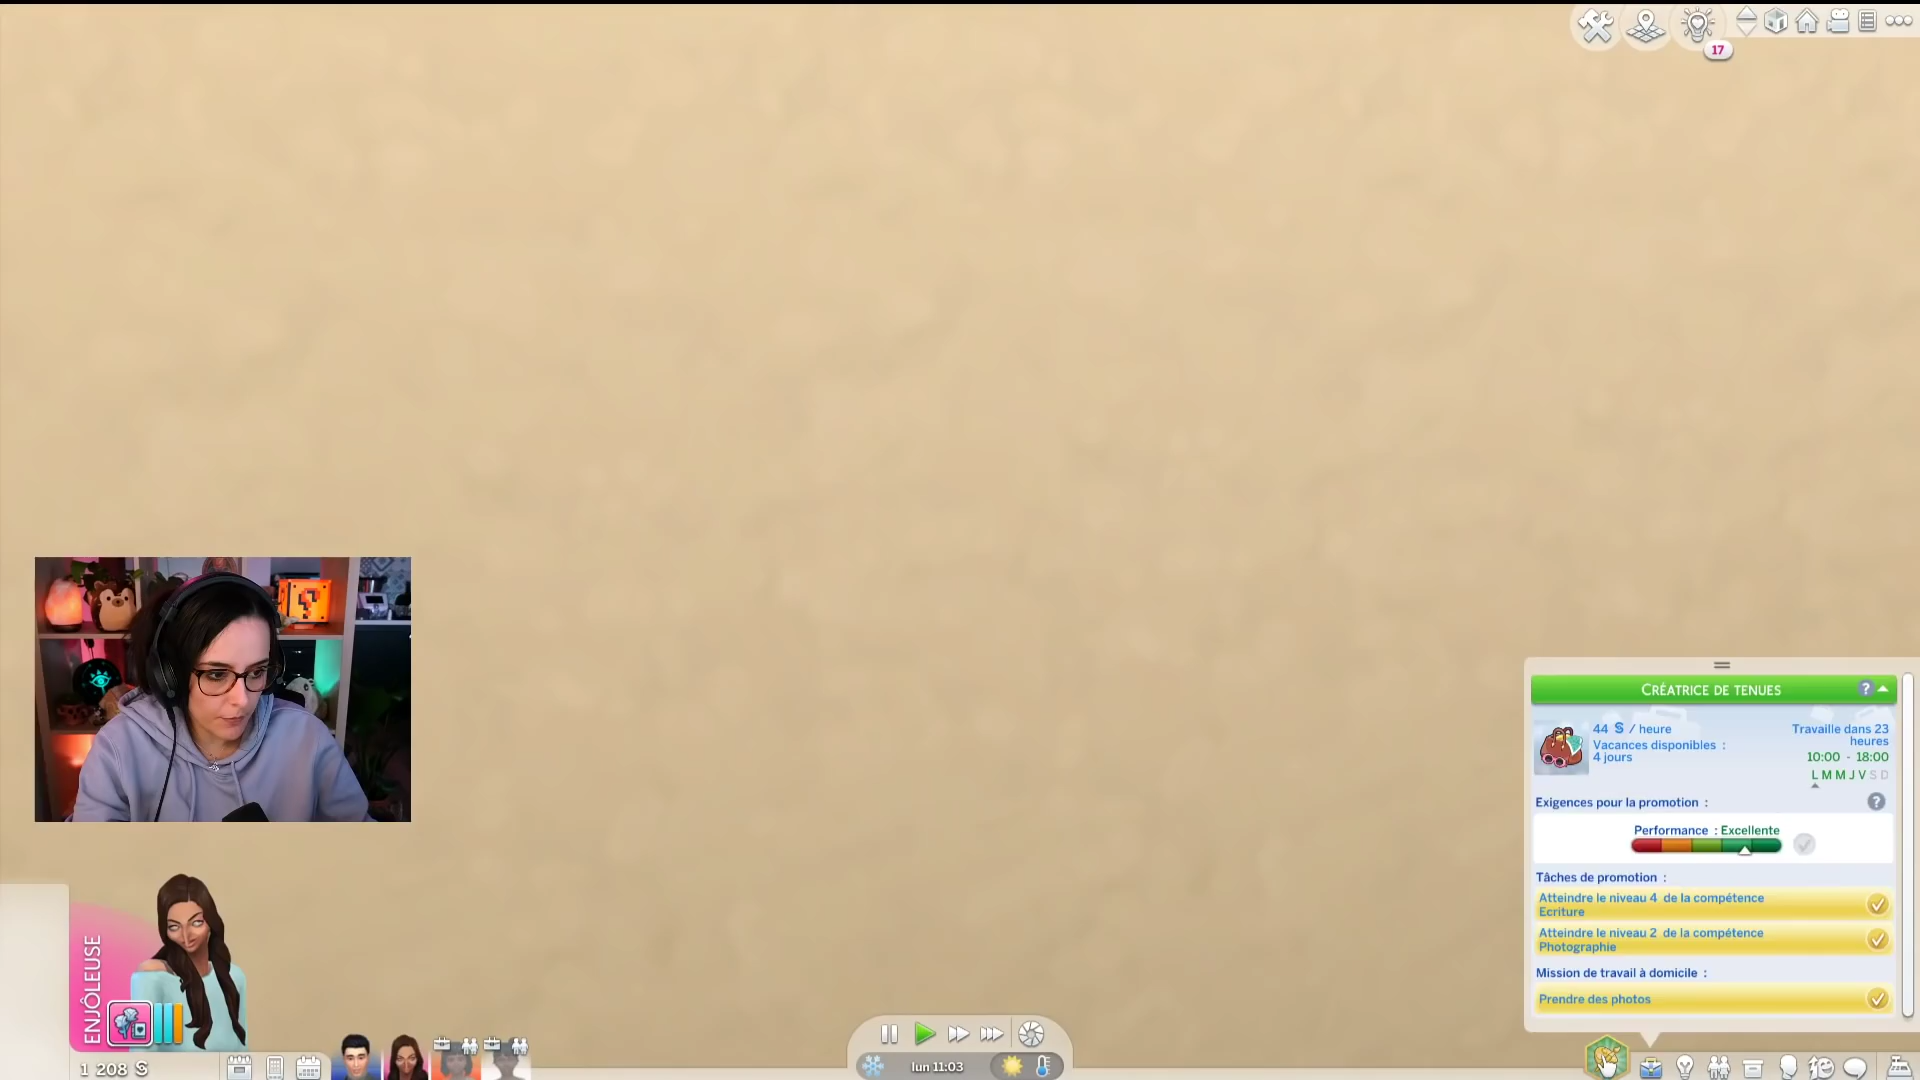 17
CRÉATRICE DE TENUES
?
44 S / heure
Vacances disponibles :
4 jours
Travaille dans 23
heures
10:00 - 18:00
L M M J V S D
Exigences pour la promotion :
?
Performance : Excellente
Tâches de promotion :
Atteindre le niveau 4 de la compétence
Ecriture
Atteindre le niveau 2 de la compétence
Photographie
Mission de travail à domicile :
Prendre des photos
ENJÔLEUSE
1 208 S
lun 11:03